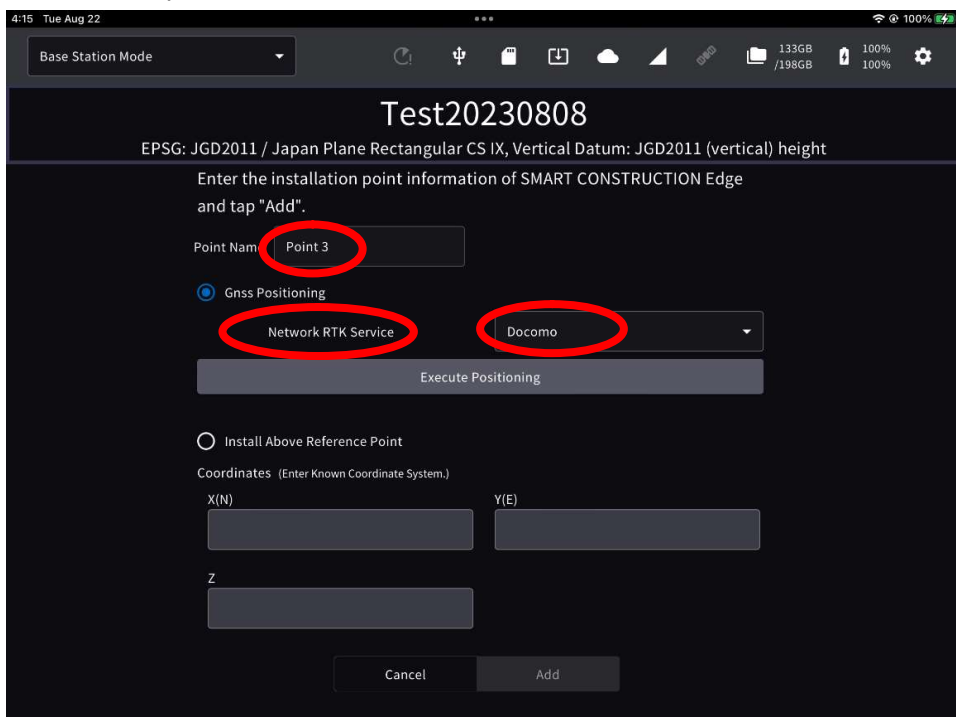 4:15 Tue Aug 22
100%
Base Station Mode
133GB
/198GB
100%
100%
Test20230808
EPSG: JGD2011 / Japan Plane Rectangular CS IX, Vertical Datum: JGD2011 (vertical) height
Enter the installation point information of SMART CONSTRUCTION Edge
and tap "Add".
Point Nam
Point 3
Gnss Positioning
Network RTK Service
Docomo
Execute Positioning
Install Above Reference Point
Coordinates (Enter Known Coordinate System.)
X(N)
Y(E)
Z
Cancel
Add